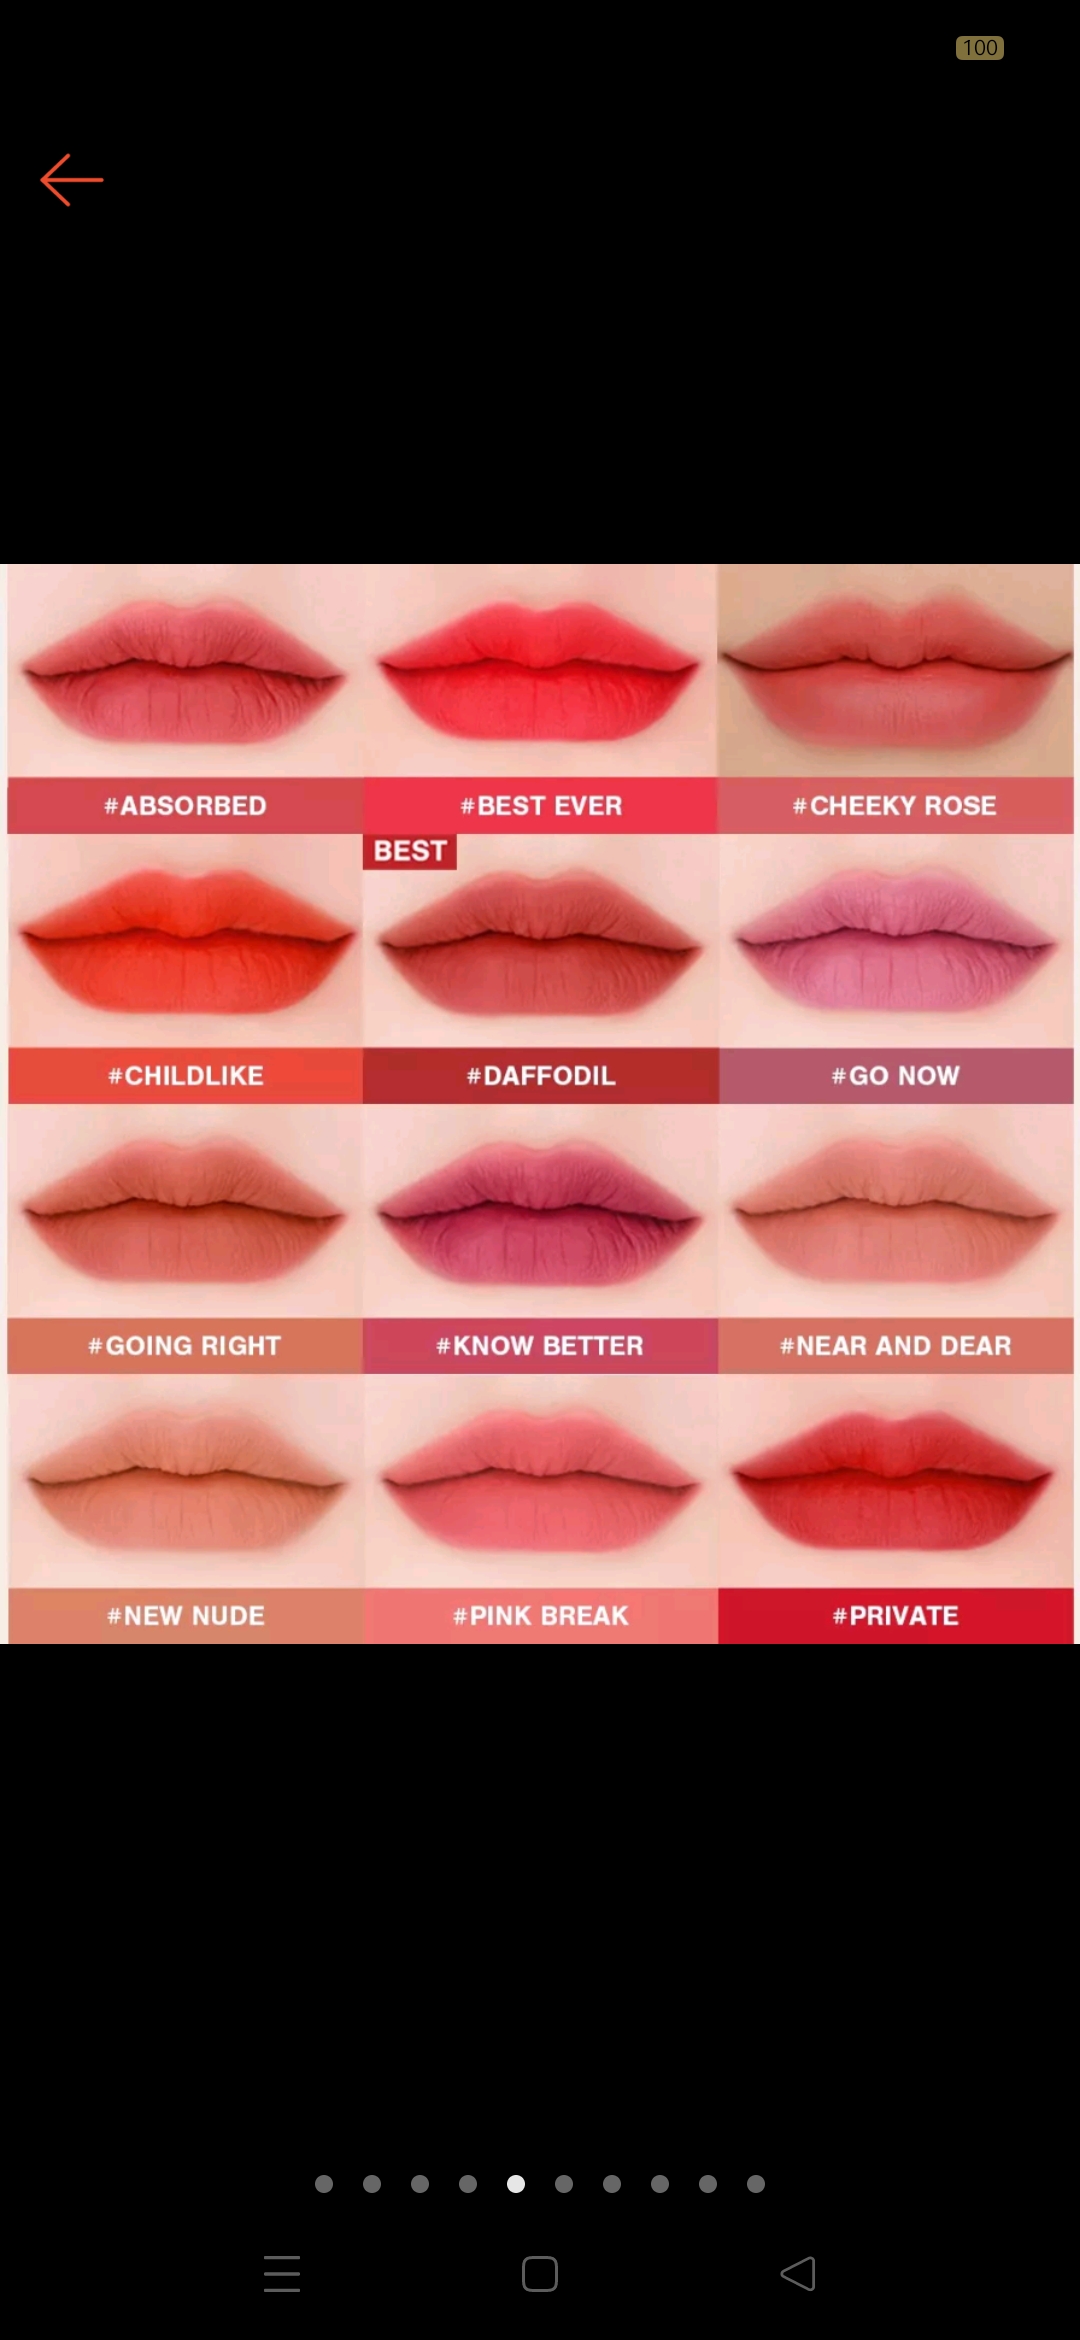 100
#ABSORBED
#BEST EVER
#CHEEKY ROSE
BEST
#CHILDLIKE
#DAFFODIL
#GO NOW
#GOING RIGHT
#KNOW BETTER
#NEAR AND DEAR
#NEW NUDE
#PINK BREAK
#PRIVATE